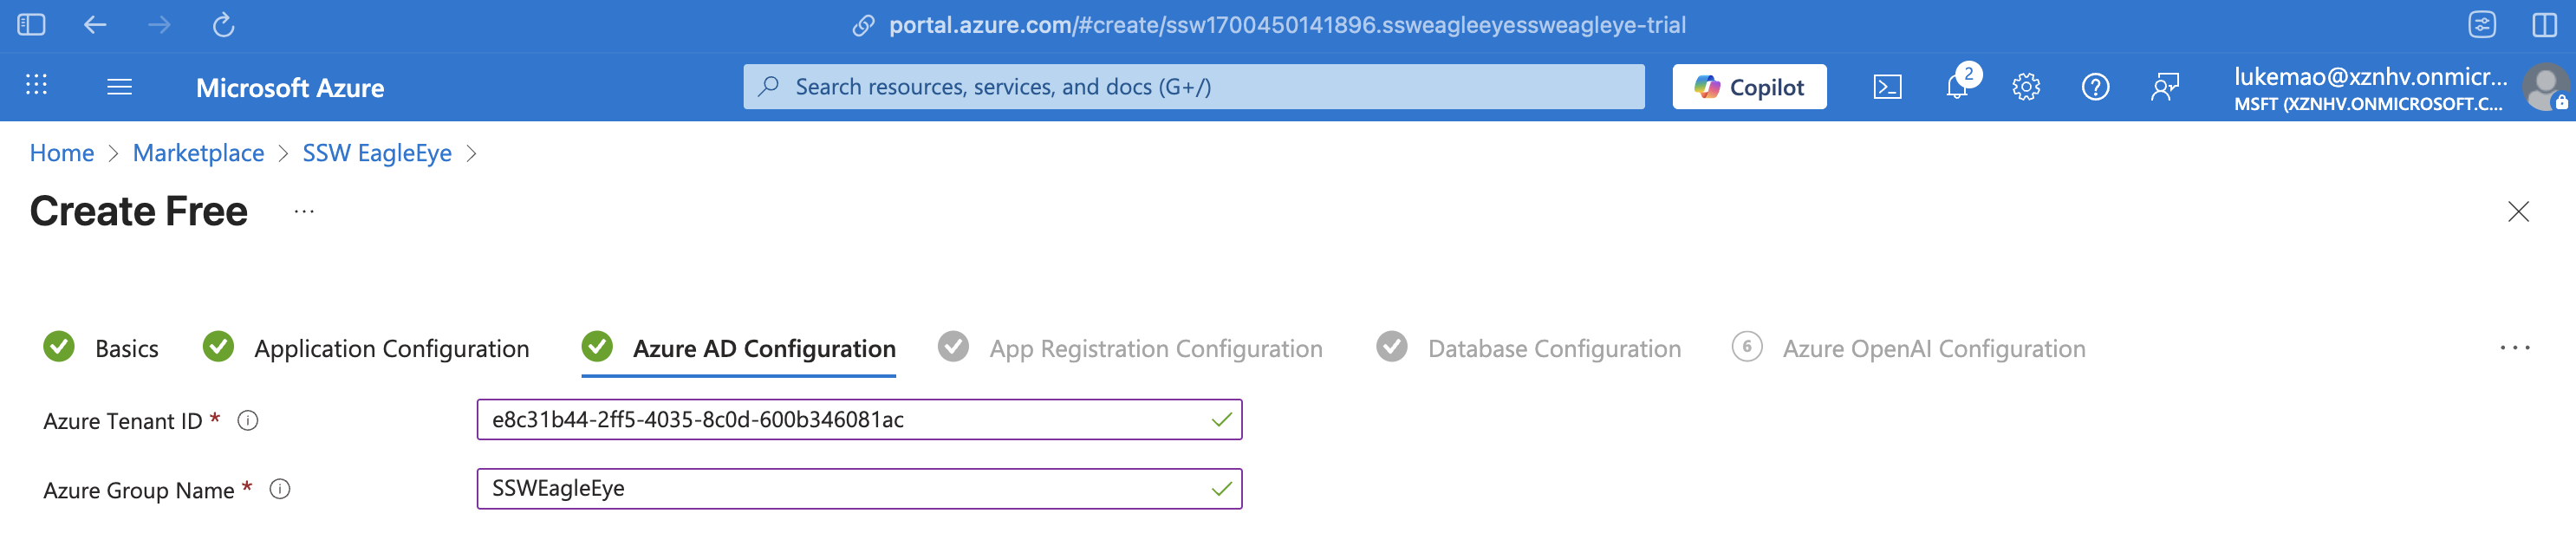 portal.azure.com/#create/ssw1700450141896.ssweagleeyessweagleye-trial
Microsoft Azure
Search resources, services, and docs (G+/)
Copilot
2
lukemao@xznhv.onmicr...
MSFT (XZNHV.ONMICROSOFT.C...
Home > Marketplace > SSW EagleEye >
Create Free ...
Basics
Application Configuration
Azure AD Configuration
App Registration Configuration
Database Configuration
6 Azure OpenAI Configuration
...
Azure Tenant ID *
e8c31b44-2ff5-4035-8c0d-600b346081ac
Azure Group Name *
SSWEagleEye